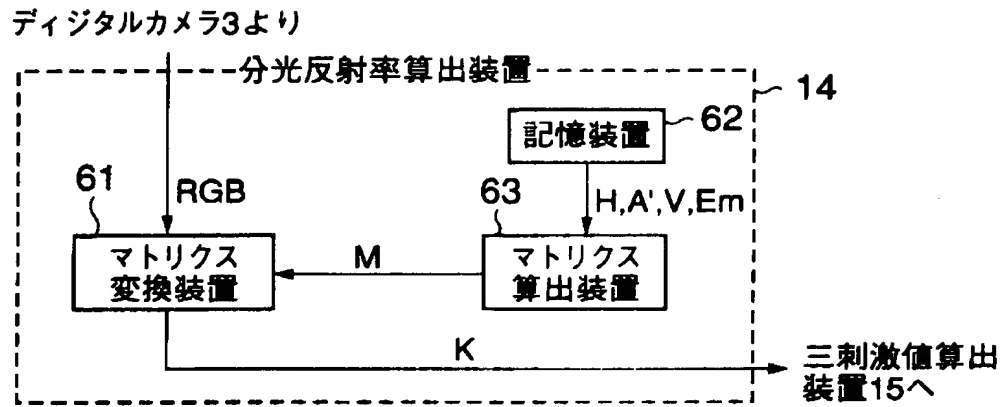 ディジタルカメラ3より
分光反射率算出装置
14
記憶装置
62
61
RGB
63
H,A',V,Em
マトリクス
変換装置
M
マトリクス
算出装置
K
三刺激値算出
装置15へ